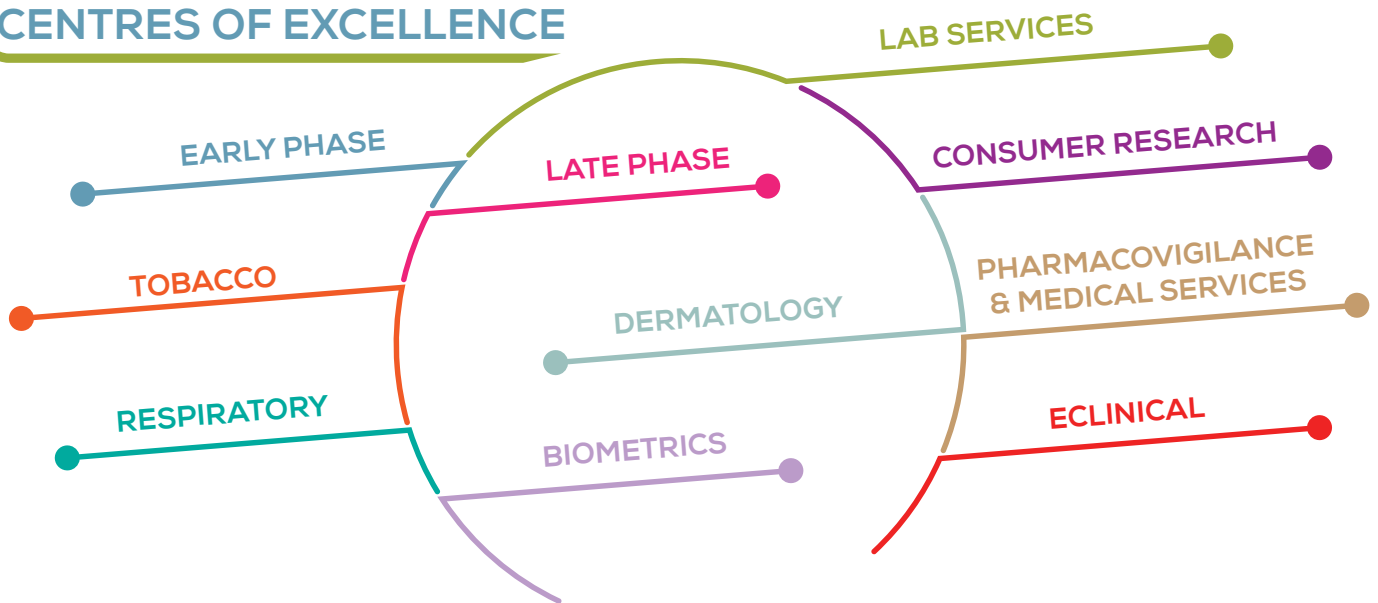 CENTRES OF EXCELLENCE
LAB SERVICES
EARLY PHASE
LATE PHASE
CONSUMER RESEARCH
TOBACCO
DERMATOLOGY
PHARMACOVIGILANCE
& MEDICAL SERVICES
RESPIRATORY
BIOMETRICS
ECLINICAL